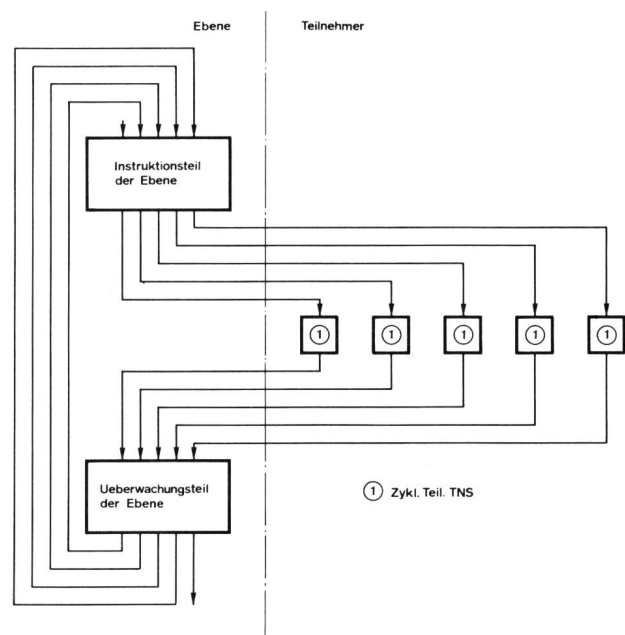 Ebene
Teilnehmer
Instruktionsteil
der Ebene
1
1
1
1
1
Ueberwachungsteil
der Ebene
1 Zykl. Teil. TNS